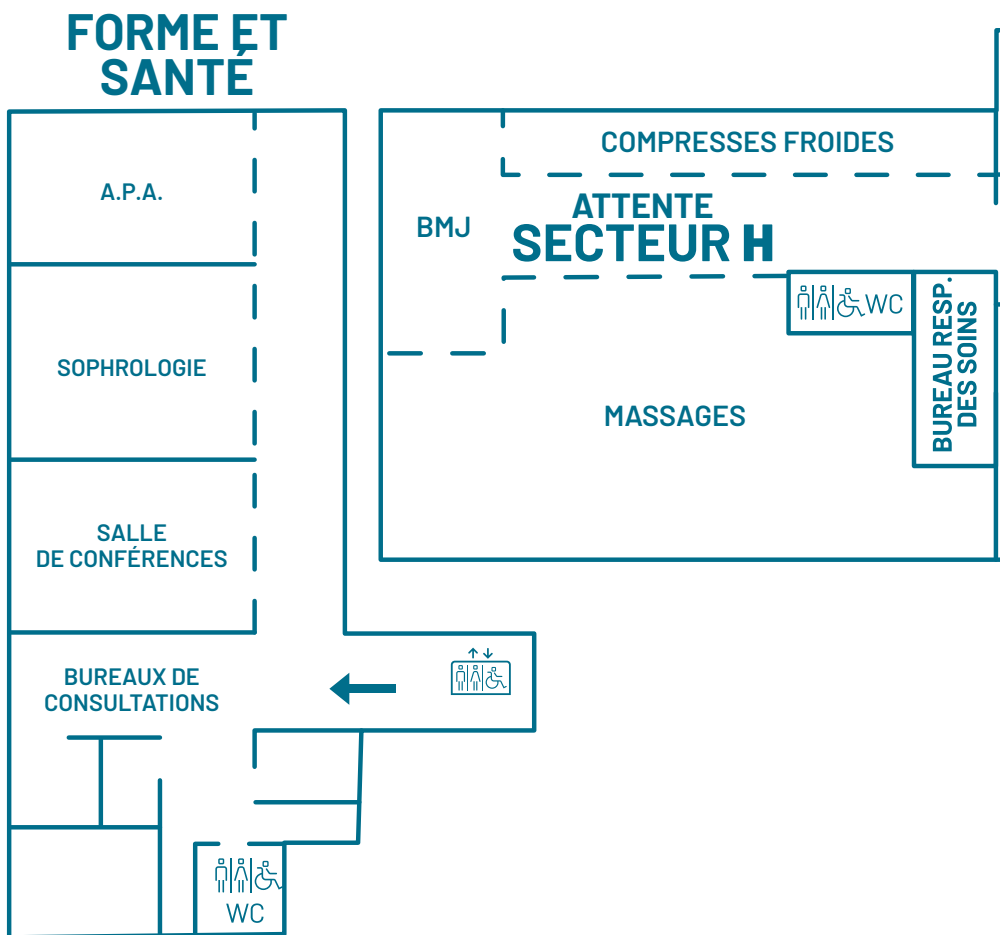 FORME ET
SANTÉ
A.P.A.
SOPHROLOGIE
SALLE
DE CONFÉRENCES
BUREAUX DE
CONSULTATIONS
WC
COMPRESSES FROIDES
BMJ
ATTENTE
SECTEUR H
WC
BUREAU RESP.
DES SOINS
MASSAGES